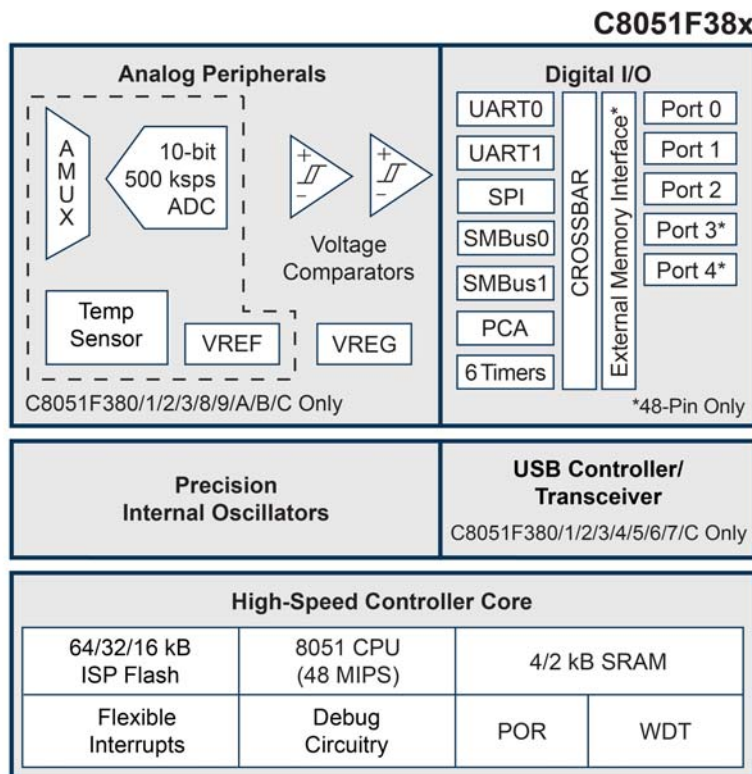 C8051F38x
Analog Peripherals
A
M
U
X
10-bit
500 ksps
ADC
+
−
+
−
Voltage
Comparators
Temp
Sensor
VREF
VREG
C8051F380/1/2/3/8/9/A/B/C Only
Digital I/O
UART0
UART1
SPI
SMBus0
SMBus1
PCA
6 Timers
CROSSBAR
External Memory Interface*
Port 0
Port 1
Port 2
Port 3*
Port 4*
*48-Pin Only
Precision
Internal Oscillators
USB Controller/
Transceiver
C8051F380/1/2/3/4/5/6/7/C Only
High-Speed Controller Core
64/32/16 kB
ISP Flash
8051 CPU
(48 MIPS)
4/2 kB SRAM
Flexible
Interrupts
Debug
Circuitry
POR
WDT